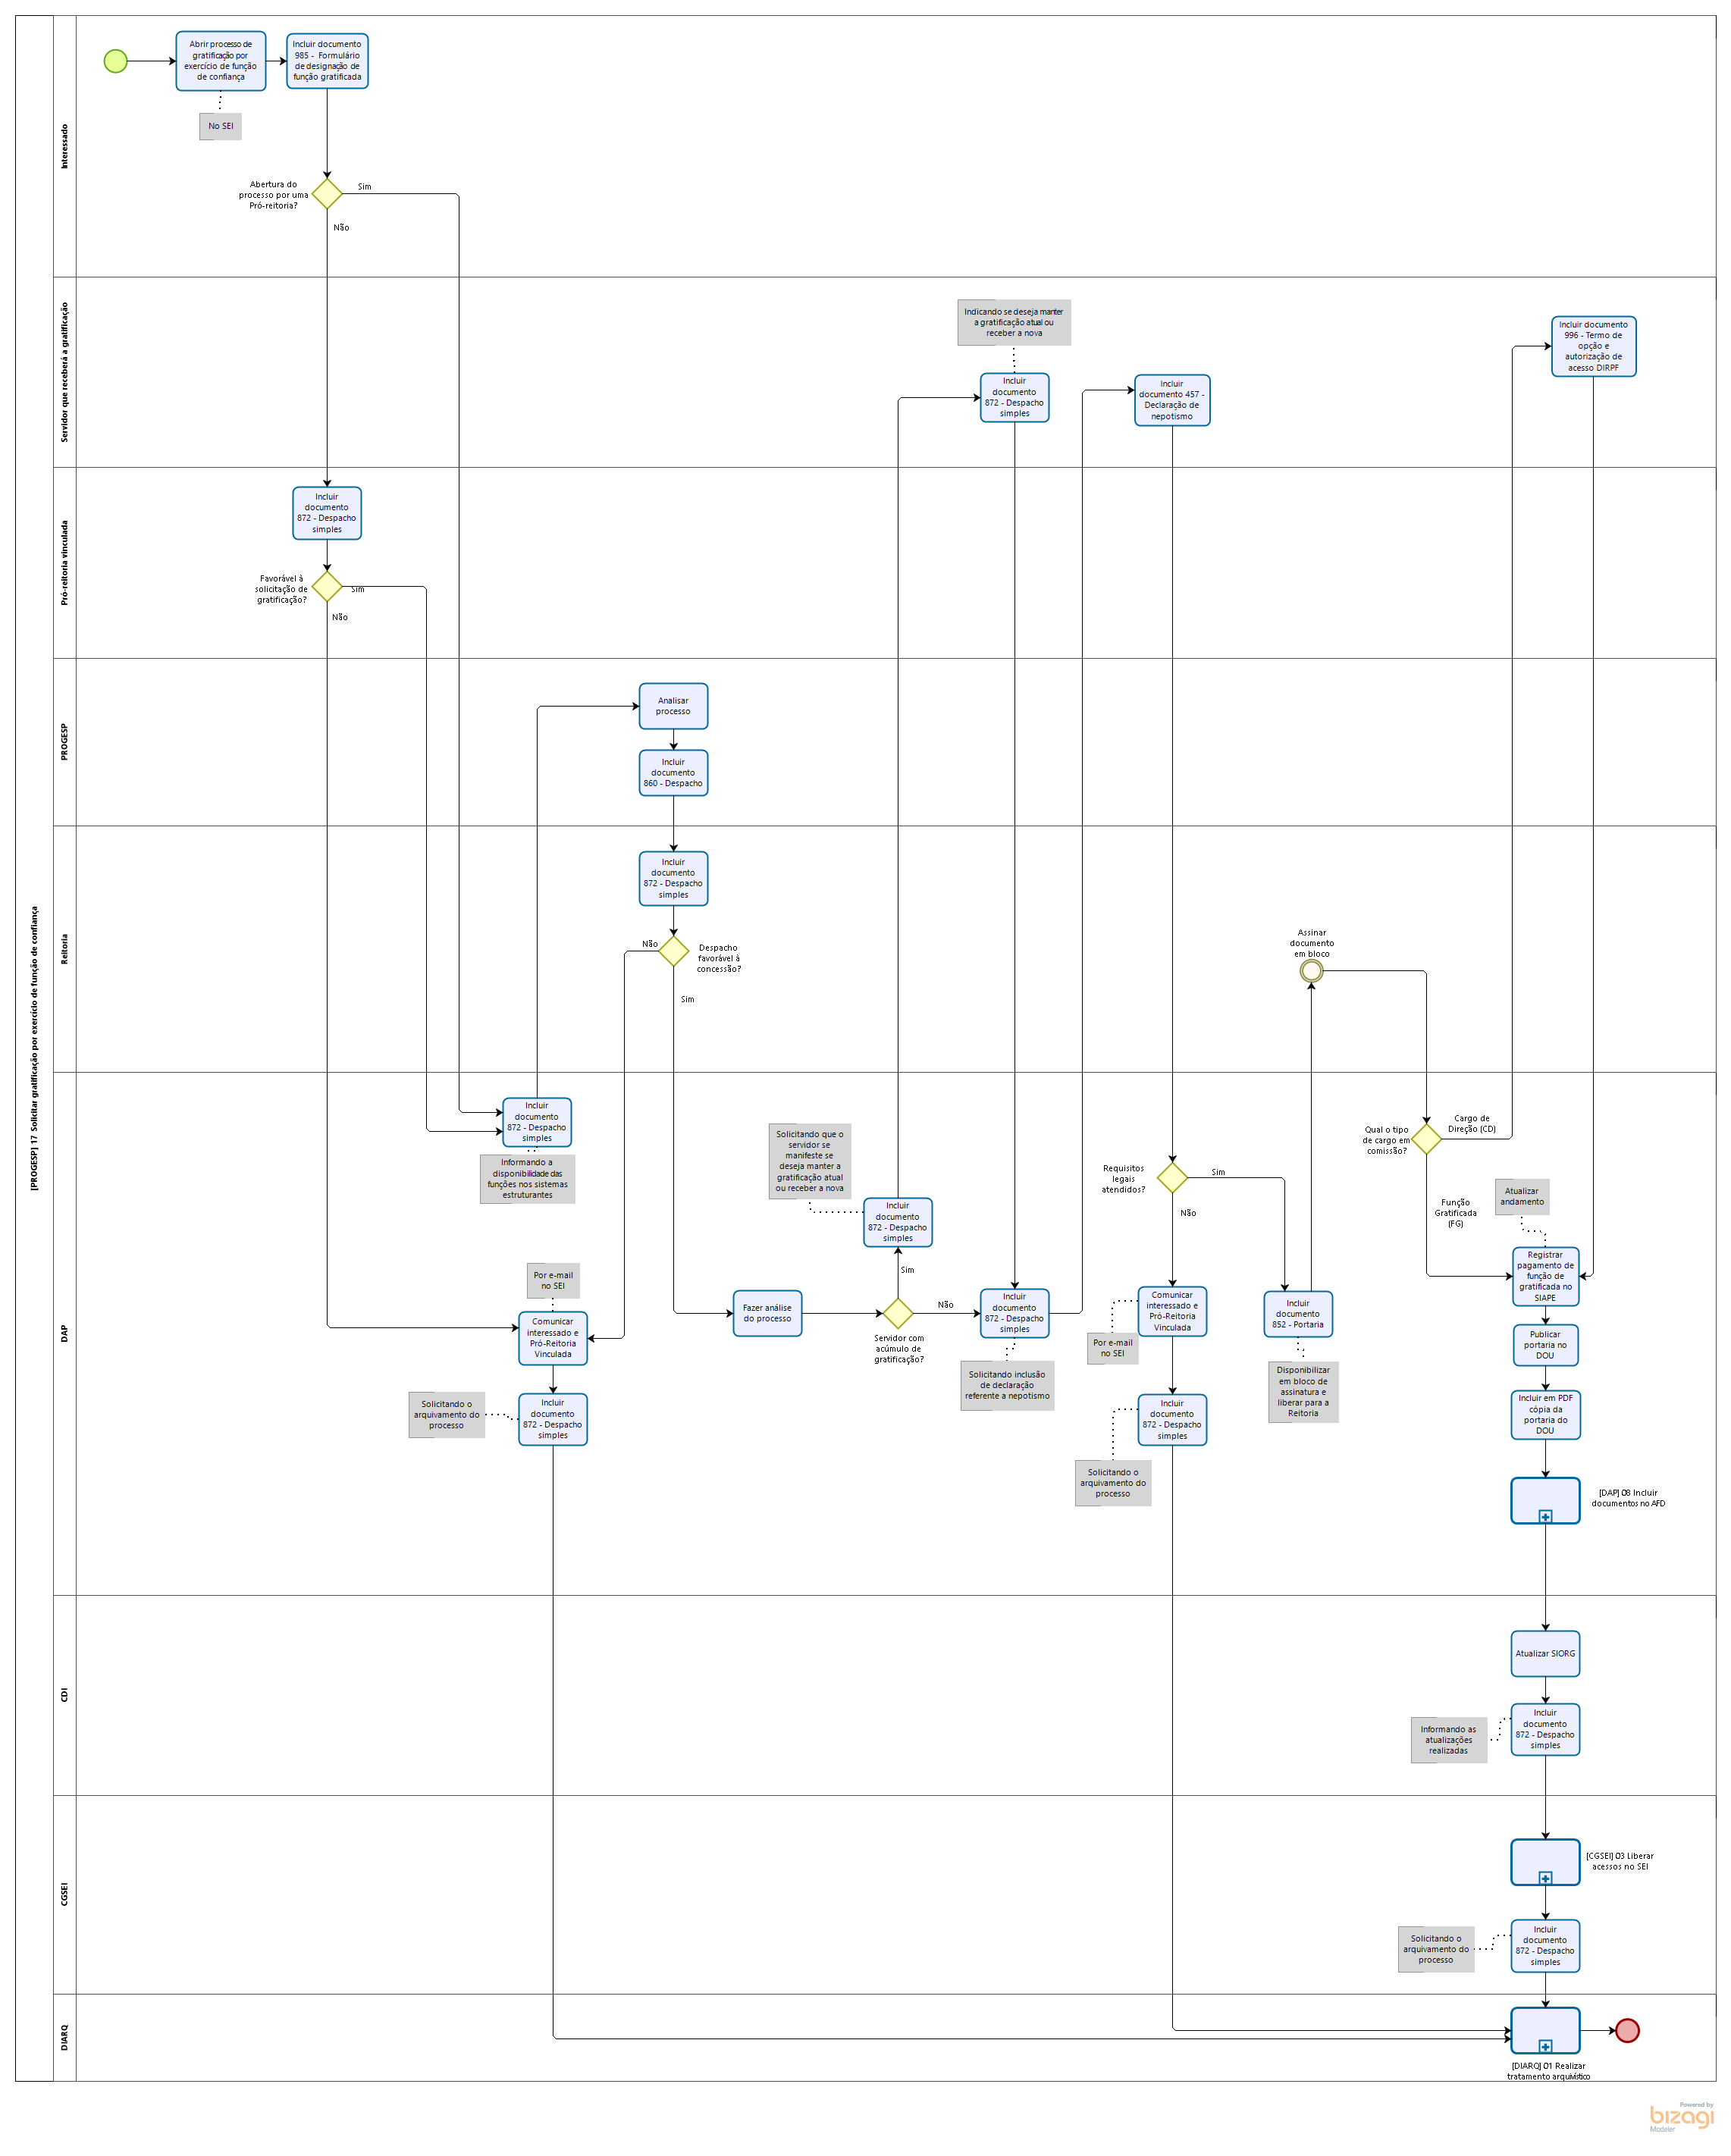 [PROGESP] 17 Solicitar gratificação por exercício de função de confiança
Interessado
Abrir processo de
gratificação por
exercício de função
de confiança
Incluir documento
985 - Formulário
de designação de
função gratificada
No SEI
Abertura do
processo por uma
Pró-reitoria?
Sim
Não
Servidor que receberá a gratificação
Indicando se deseja manter
a gratificação atual ou
receber a nova
Incluir
documento
872 - Despacho
simples
Incluir
documento 457 -
Declaração de
nepotismo
Incluir documento
996 - Termo de
opção e
autorização de
acesso DIRPF
Pró-reitoria vinculada
Incluir
documento
872 - Despacho
simples
Favorável à
solicitação de
gratificação?
Sim
Não
PROGESP
Analisar
processo
Incluir
documento
860 - Despacho
Reitoria
Incluir
documento
872 - Despacho
simples
Não
Despacho
favorável à
concessão?
Sim
Assinar
documento
em bloco
DAP
Incluir
documento
872 - Despacho
simples
Informando a
disponibilidade das
funções nos sistemas
estruturantes
Por e-mail
no SEI
Comunicar
interessado e
Pró-Reitoria
Vinculada
Solicitando o
arquivamento do
processo
Incluir
documento
872 - Despacho
simples
Fazer análise
do processo
Solicitando que o
servidor se
manifeste se
deseja manter a
gratificação atual
ou receber a nova
Incluir
documento
872 - Despacho
simples
Sim
Não
Servidor com
acúmulo de
gratificação?
Incluir
documento
872 - Despacho
simples
Solicitando inclusão
de declaração
referente a nepotismo
Requisitos
legais
atendidos?
Sim
Não
Comunicar
interessado e
Pró-Reitoria
Vinculada
Por e-mail
no SEI
Incluir
documento
872 - Despacho
simples
Solicitando o
arquivamento do
processo
Incluir
documento
852 - Portaria
Disponibilizar
em bloco de
assinatura e
liberar para a
Reitoria
Qual o tipo
de cargo em
comissão?
Cargo de
Direção (CD)
Função
Gratificada
(FG)
Atualizar
andamento
Registrar
pagamento de
função de
gratificada no
SIAPE
Publicar
portaria no
DOU
Incluir em PDF
cópia da
portaria do
DOU
[DAP] 08 Incluir
documentos no AFD
CDI
Atualizar SIORG
Incluir
documento
872 - Despacho
simples
Informando as
atualizações
realizadas
CGSEI
[CGSEI] 03 Liberar
acessos no SEI
Incluir
documento
872 - Despacho
simples
Solicitando o
arquivamento do
processo
DIARQ
[DIARQ] 01 Realizar
tratamento arquivístico
Powered by
bizagi
Modeler